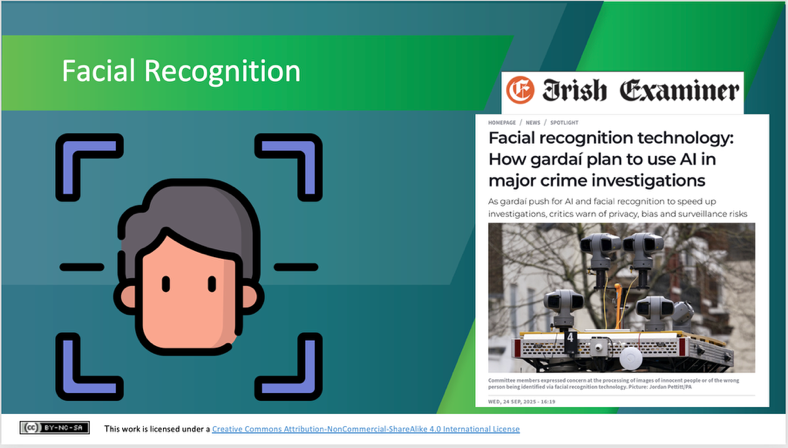 Facial Recognition
Irish Examiner
HOMEPAGE / NEWS / SPOTLIGHT
Facial recognition technology:
How gardaí plan to use AI in
major crime investigations
As gardaí push for AI and facial recognition to speed up
investigations, critics warn of privacy, bias and surveillance risks
4
Committee members expressed concern at the processing of images of innocent people or of the wrong
person being identified via facial recognition technology. Picture: Jordan Pettitt/PA
WED, 24 SEP, 2025 - 16:19
CC BY-NC-SA
This work is licensed under a Creative Commons Attribution-NonCommercial-ShareAlike 4.0 International License